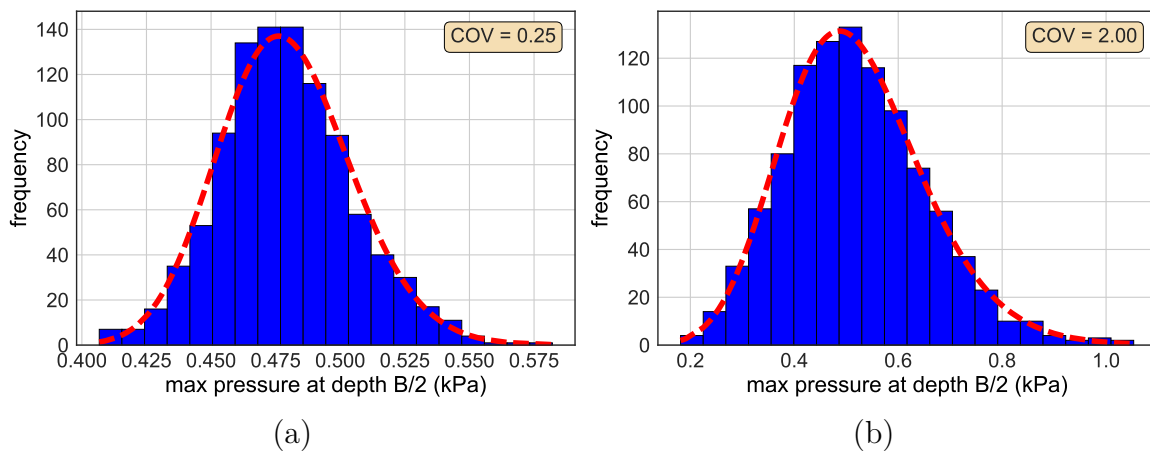 COV = 0.25
frequency
140
120
100
80
60
40
20
0
0.400 0.425 0.450 0.475 0.500 0.525 0.550 0.575
max pressure at depth B/2 (kPa)
(a)
COV = 2.00
frequency
120
100
80
60
40
20
0
0.2 0.4 0.6 0.8 1.0
max pressure at depth B/2 (kPa)
(b)